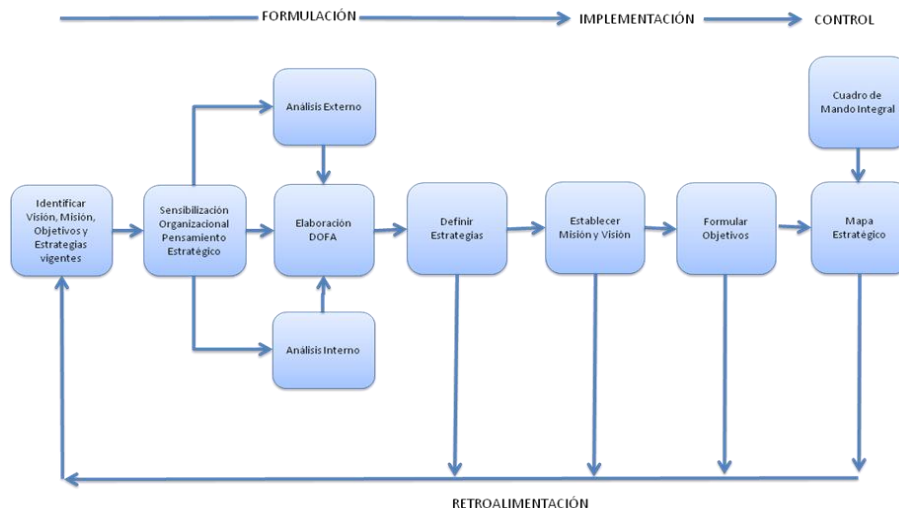 FORMULACIÓN
IMPLEMENTACIÓN
CONTROL
Análisis Externo
Cuadro de
Mando Integral
Identificar
Visión, Misión,
Objetivos y
Estrategias
vigentes
Sensibilización
Organizacional
Pensamiento
Estratégico
Elaboración
DOFA
Definir
Estrategias
Establecer
Misión y Visión
Formular
Objetivos
Mapa
Estratégico
Análisis Interno
RETROALIMENTACIÓN